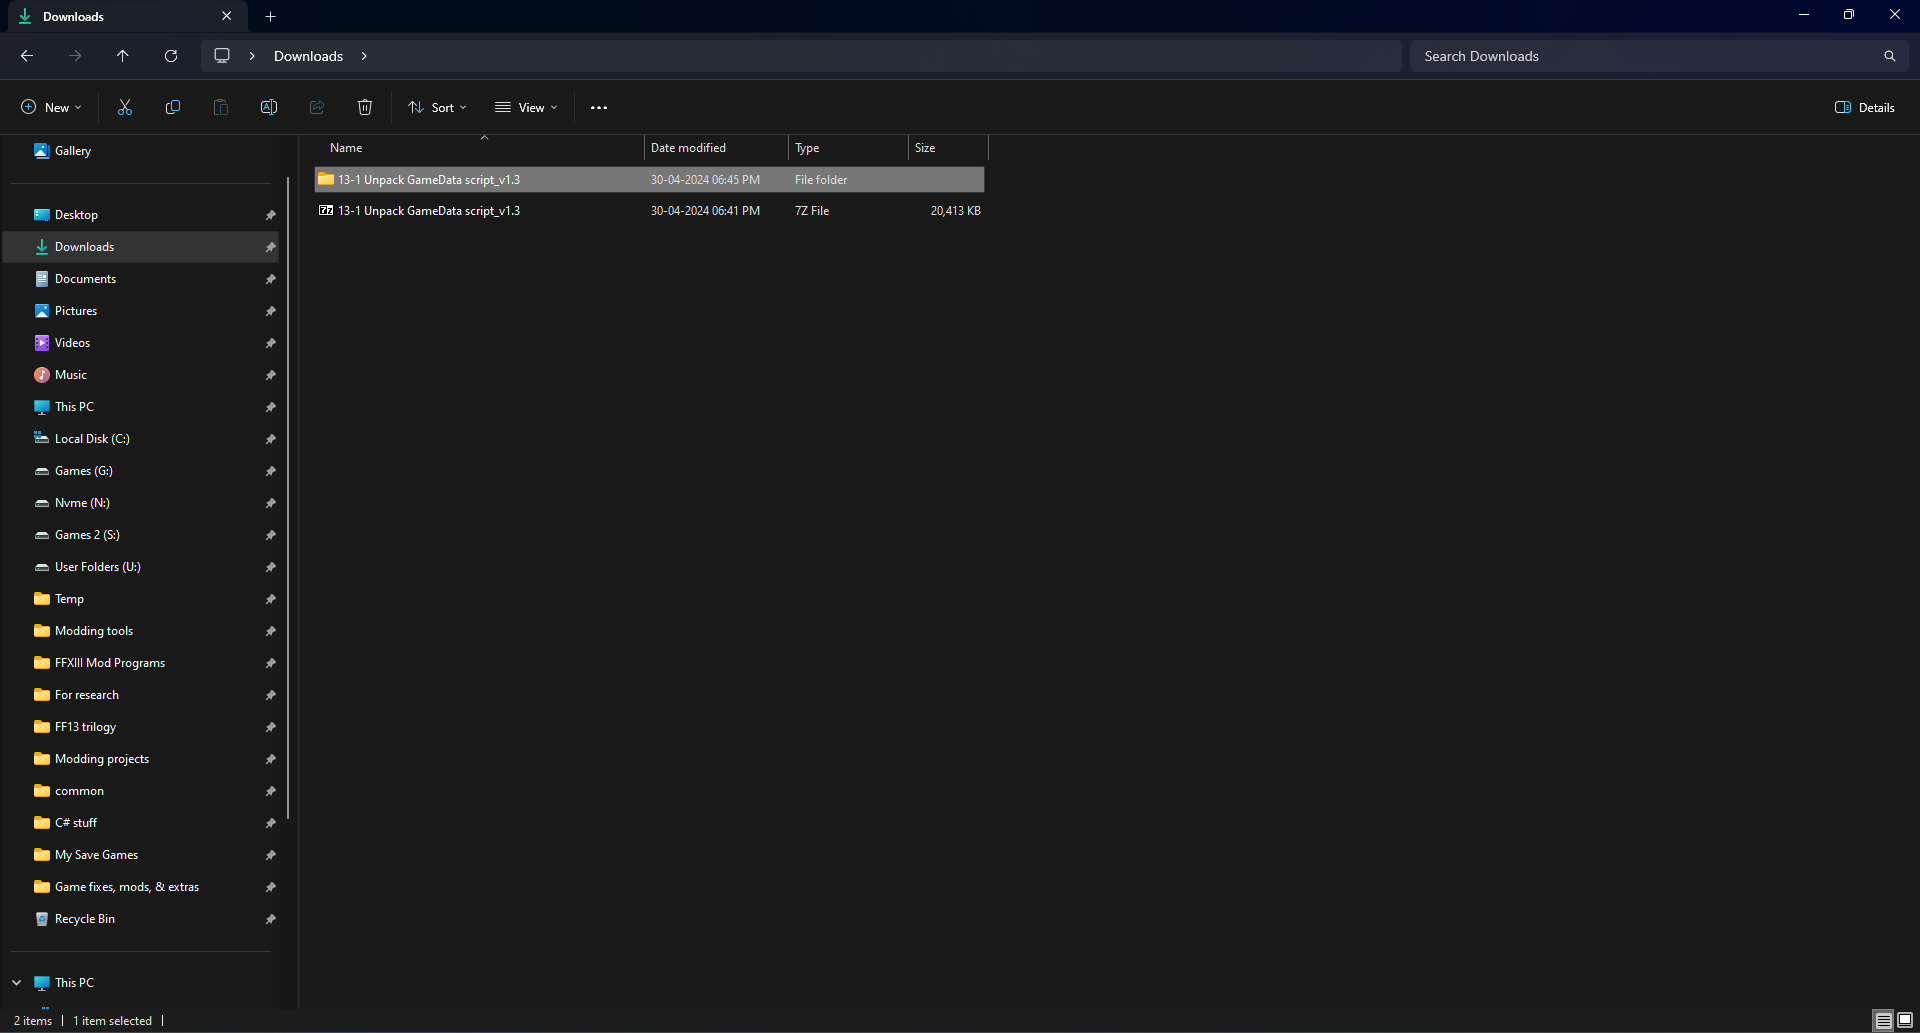 Downloads
Downloads
Search Downloads
New
Sort
View
Details
Gallery
Desktop
Downloads
Documents
Pictures
Videos
Music
This PC
Local Disk (C:)
Games (G:)
Nvme (N:)
Games 2 (S:)
User Folders (U:)
Temp
Modding tools
FFXIII Mod Programs
For research
FF13 trilogy
Modding projects
common
C# stuff
My Save Games
Game fixes, mods, & extras
Recycle Bin
This PC
Name Date modified Type Size
13-1 Unpack GameData script_v1.3 30-04-2024 06:45 PM File folder
13-1 Unpack GameData script_v1.3 30-04-2024 06:41 PM 7Z File 20,413 KB
2 items 1 item selected